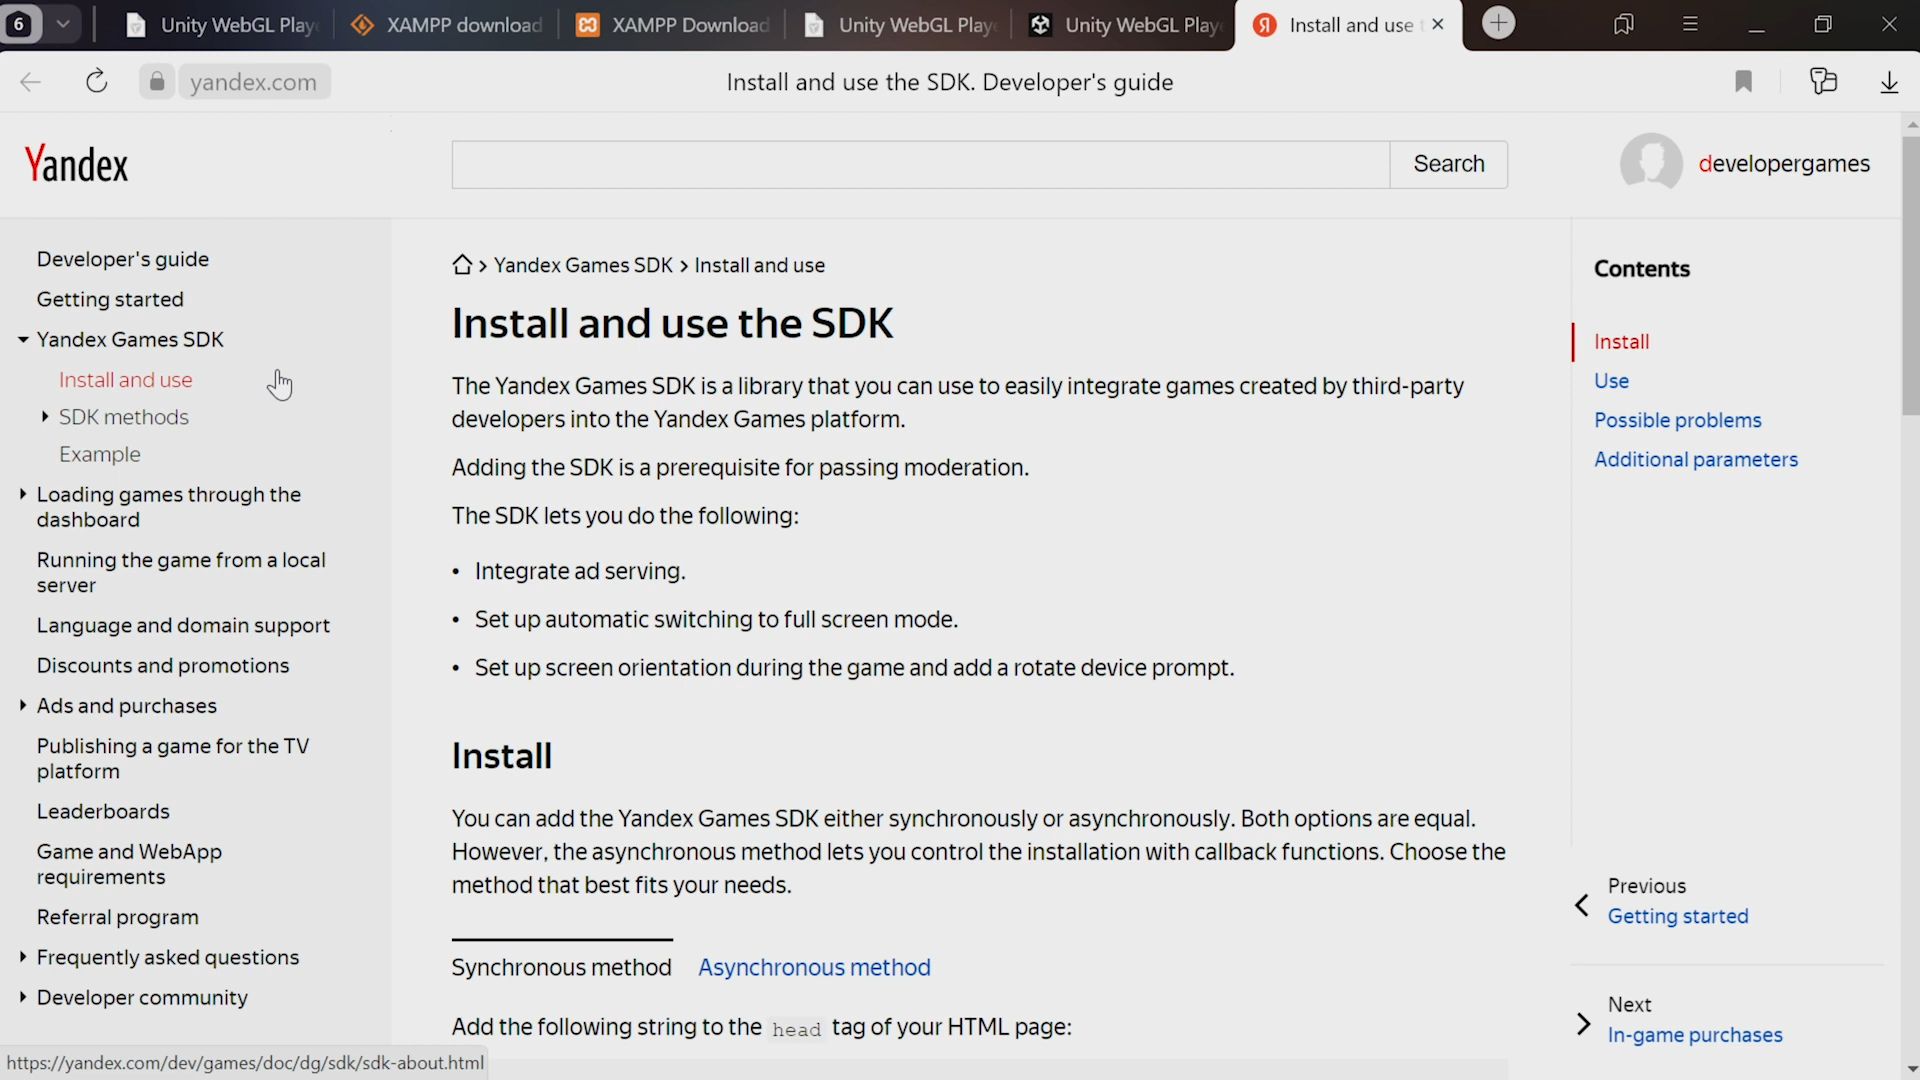 6
Unity WebGL Playe
XAMPP download
XAMPP Download
Unity WebGL Playe
Unity WebGL Playe
Install and use t
yandex.com
Install and use the SDK. Developer's guide
Yandex
Search
developergames
Developer's guide
Getting started
Yandex Games SDK
Install and use
SDK methods
Example
Loading games through the
dashboard
Running the game from a local
server
Language and domain support
Discounts and promotions
Ads and purchases
Publishing a game for the TV
platform
Leaderboards
Game and WebApp
requirements
Referral program
Frequently asked questions
Developer community
https://yandex.com/dev/games/doc/dg/sdk/sdk-about.html
> Yandex Games SDK > Install and use
Install and use the SDK
The Yandex Games SDK is a library that you can use to easily integrate games created by third-party
developers into the Yandex Games platform.
Adding the SDK is a prerequisite for passing moderation.
The SDK lets you do the following:
• Integrate ad serving.
• Set up automatic switching to full screen mode.
• Set up screen orientation during the game and add a rotate device prompt.
Install
You can add the Yandex Games SDK either synchronously or asynchronously. Both options are equal.
However, the asynchronous method lets you control the installation with callback functions. Choose the
method that best fits your needs.
Synchronous method Asynchronous method
Add the following string to the head tag of your HTML page:
Contents
Install
Use
Possible problems
Additional parameters
Previous
Getting started
Next
In-game purchases